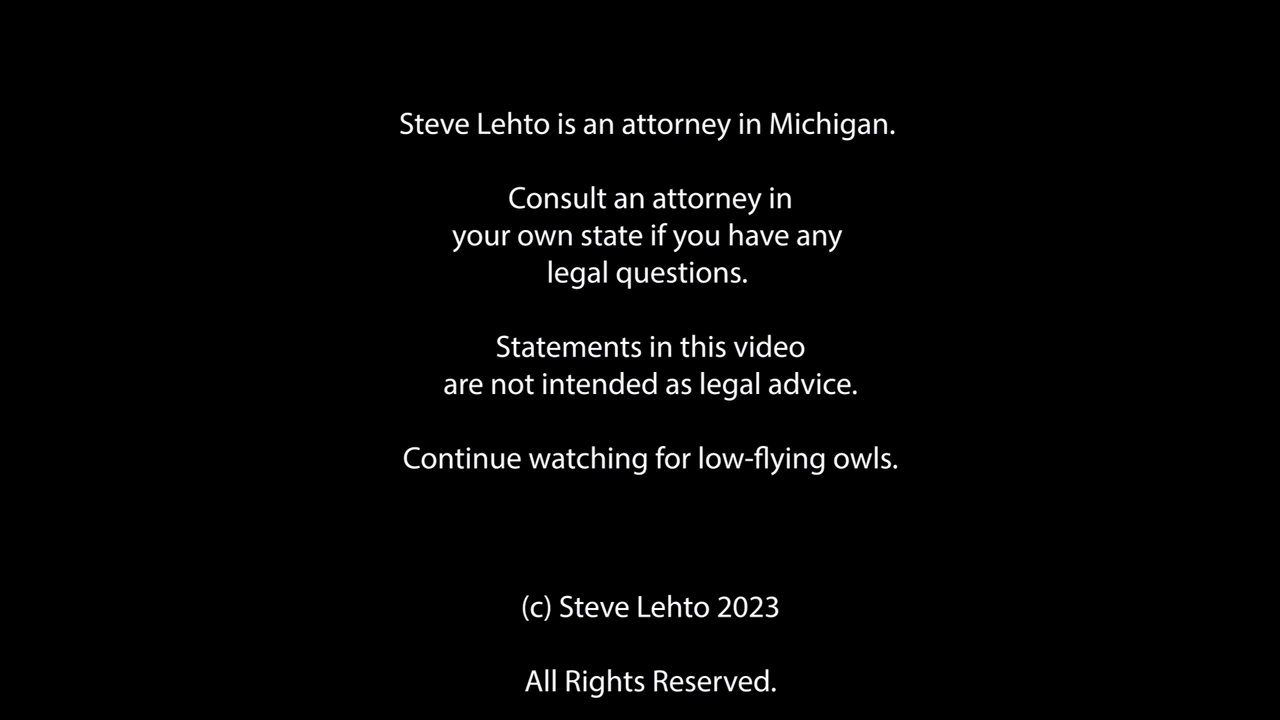 Steve Lehto is an attorney in Michigan.
Consult an attorney in
your own state if you have any
legal questions.
Statements in this video
are not intended as legal advice.
Continue watching for low-flying owls.
(c) Steve Lehto 2023
All Rights Reserved.